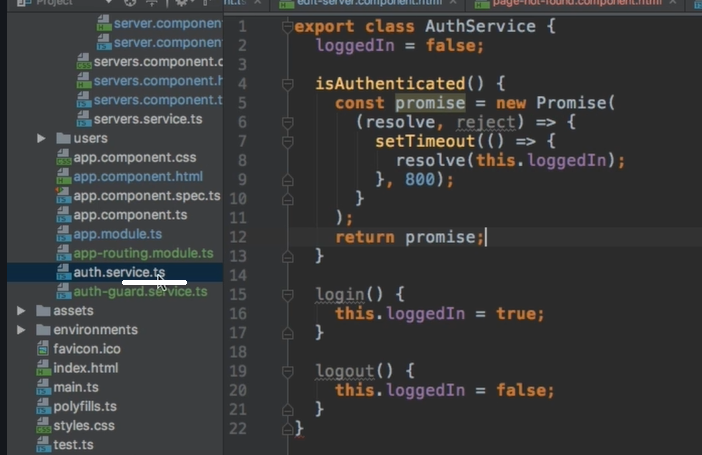 Project
edit-server.component.html
page-not-found.component.html
server.component
server.component
servers.component.c
servers.component.h
servers.component.t
servers.service.ts
users
app.component.css
app.component.html
app.component.spec.ts
app.component.ts
app.module.ts
app-routing.module.ts
auth.service.ts
auth-guard.service.ts
assets
environments
favicon.ico
index.html
main.ts
polyfills.ts
styles.css
test.ts
1 export class AuthService {
2 loggedIn = false;
3
4 isAuthenticated() {
5 const promise = new Promise(
6 (resolve, reject) => {
7 setTimeout(() => {
8 resolve(this.loggedIn);
9 }, 800);
10 }
11 );
12 return promise;
13 }
14
15 login() {
16 this.loggedIn = true;
17 }
18
19 logout() {
20 this.loggedIn = false;
21 }
22 }